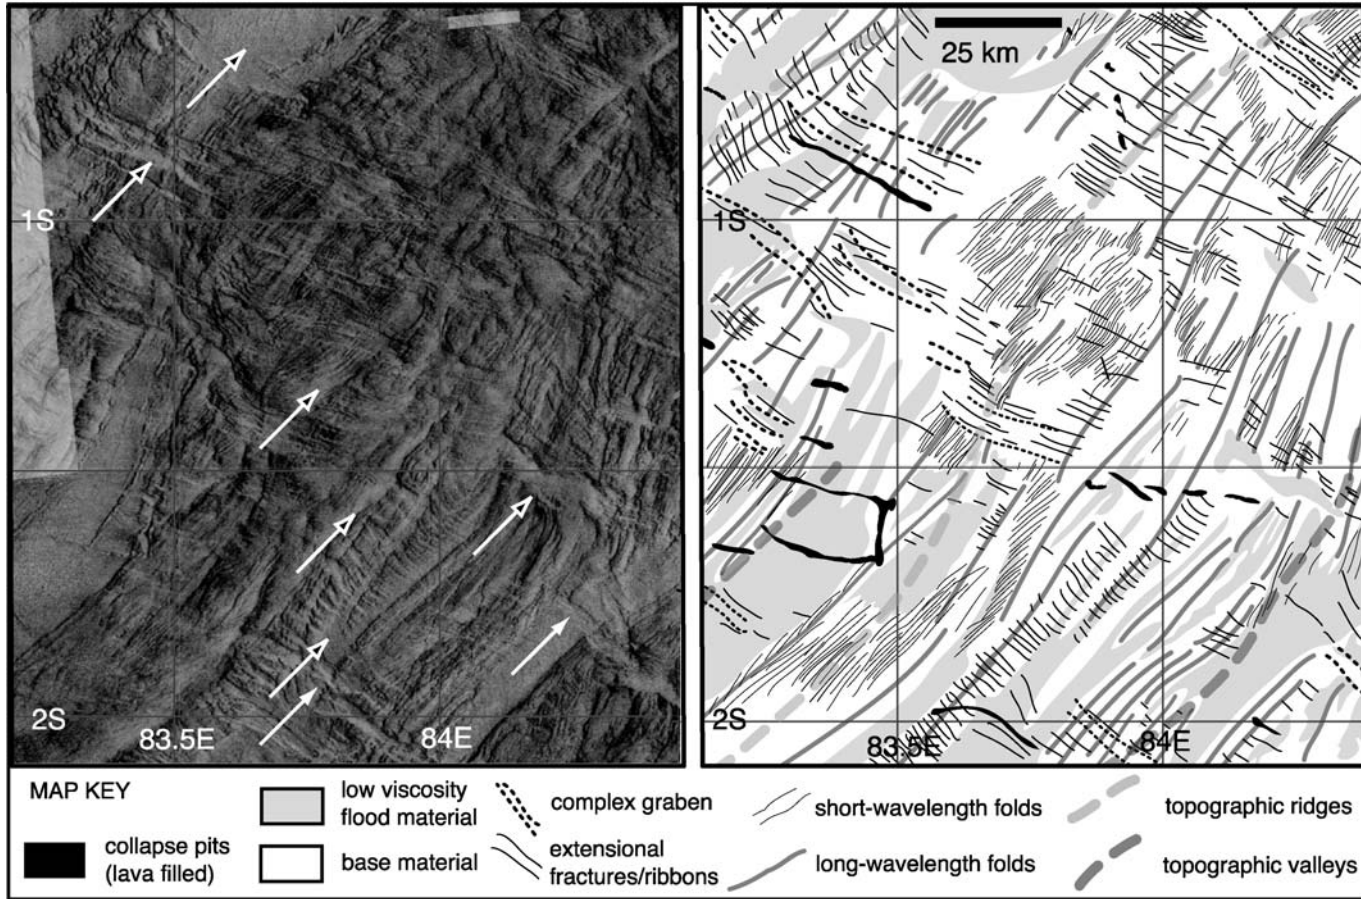 25 km
1S
1S
2S
83.5E
84E
2S
83.5E
84E
MAP KEY
collapse pits
(lava filled)
low viscosity
flood material
base material
complex graben
extensional
fractures/ribbons
short-wavelength folds
long-wavelength folds
topographic ridges
topographic valleys